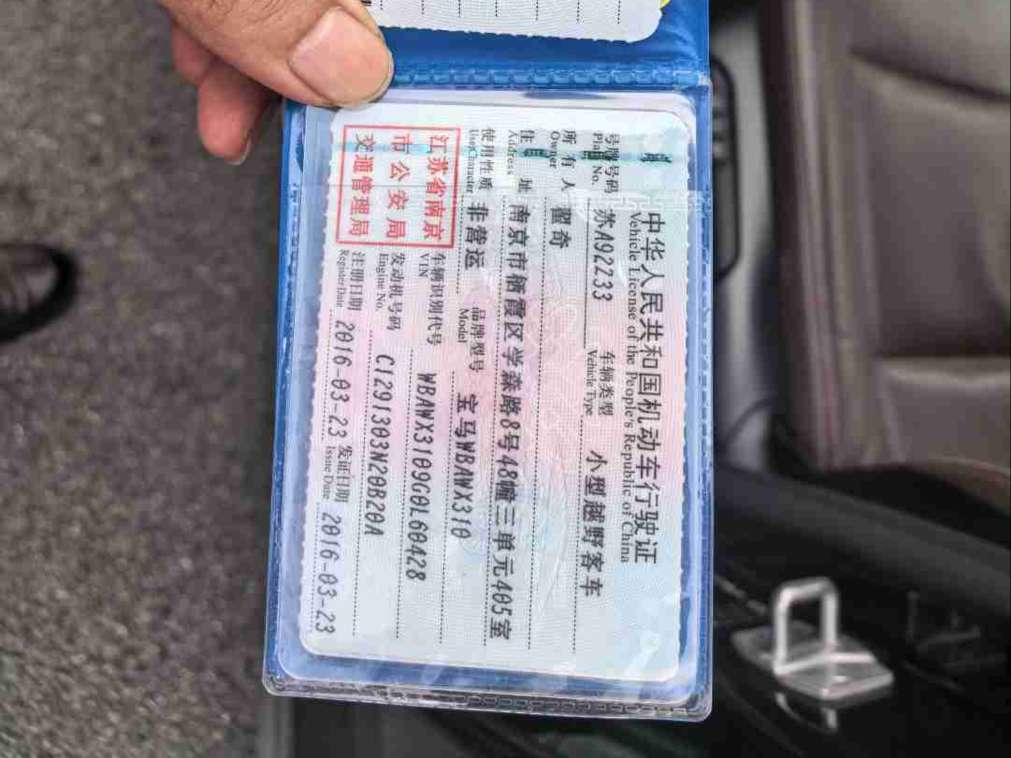 中华人民共和国机动车行驶证
Vehicle License of the People's Republic of China
号牌号码 苏A92233 车辆类型 小型越野客车
Plate No. Vehicle Type
所有人 翟奇
Owner
住址 南京市栖霞区学森路8号48幢三单元405室
Address
使用性质 非营运 品牌型号 宝马WBAWX310
Use Character Model
江苏省南京
市公安局
交通管理局
车辆识别代号 WBAWX3109G0L60428
VIN
发动机号码 C1291303N20B20A
Engine No.
注册日期 2016-03-23 发证日期 2016-03-23
Register Date Issue Date